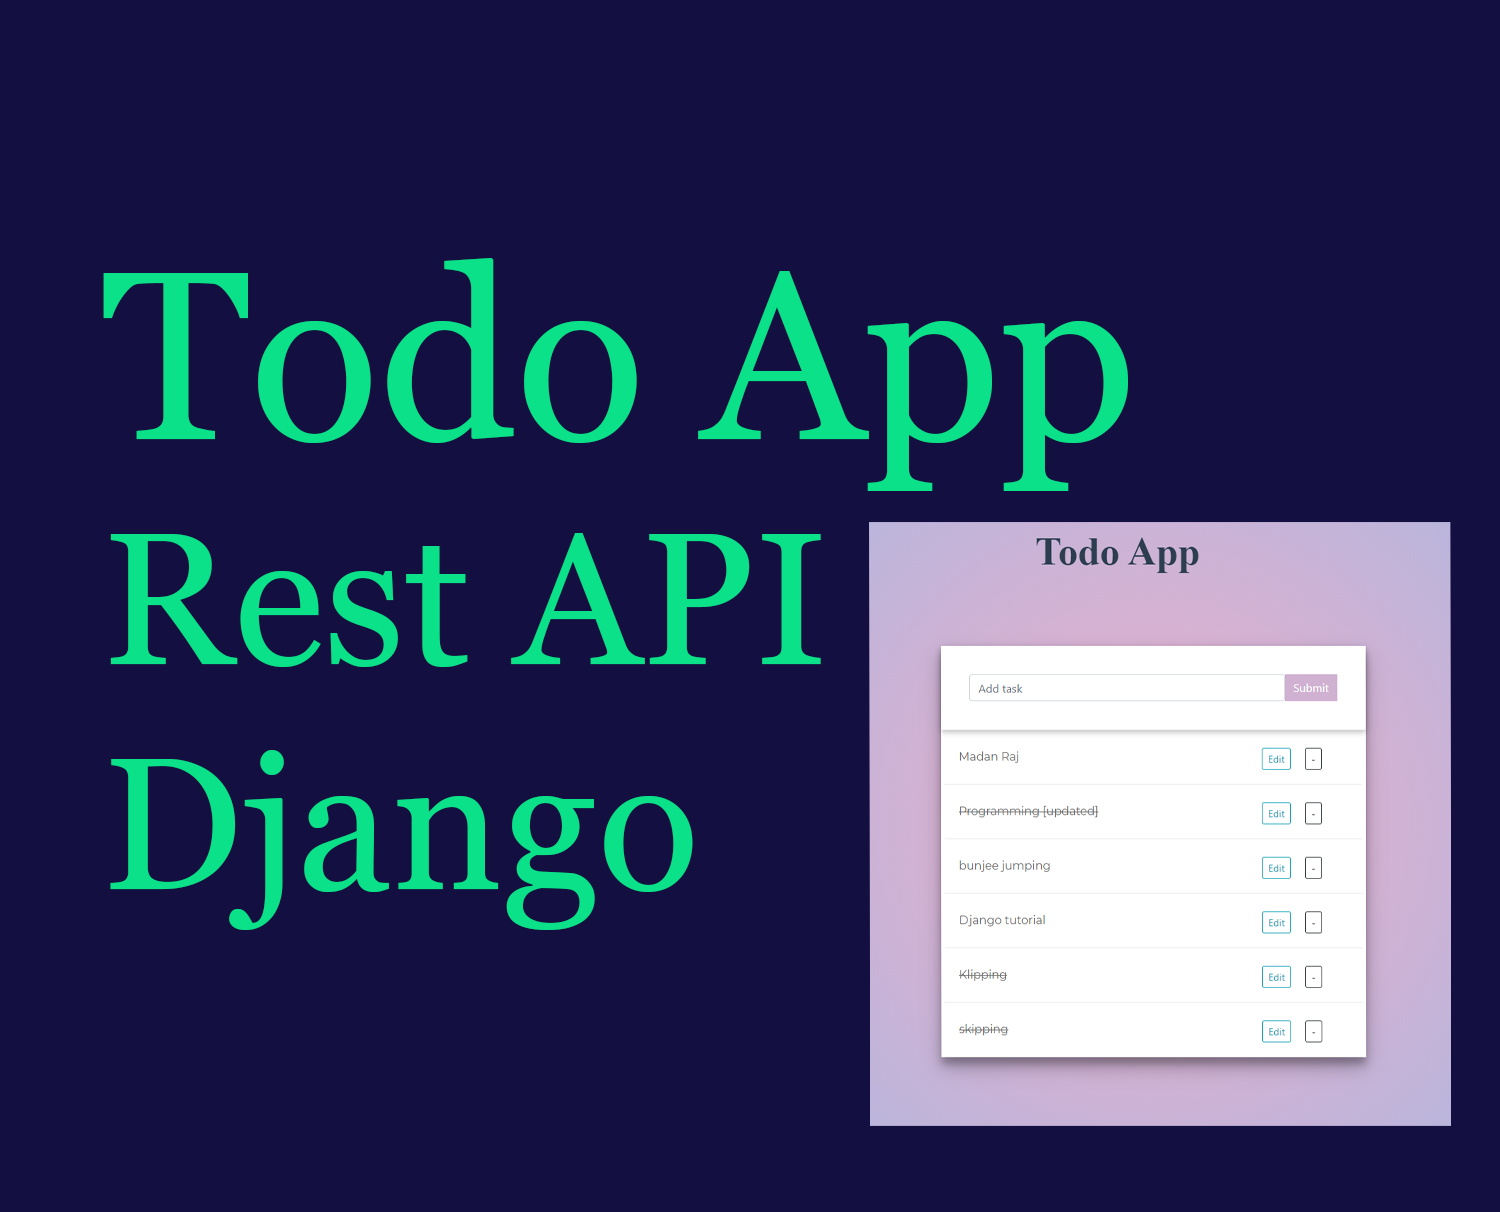 Todo App
Rest API
Django
Todo App
Add task Submit
Madan Raj Edit -
Programming [updated] Edit -
bunjee jumping Edit -
Django tutorial Edit -
Klipping Edit -
skipping Edit -